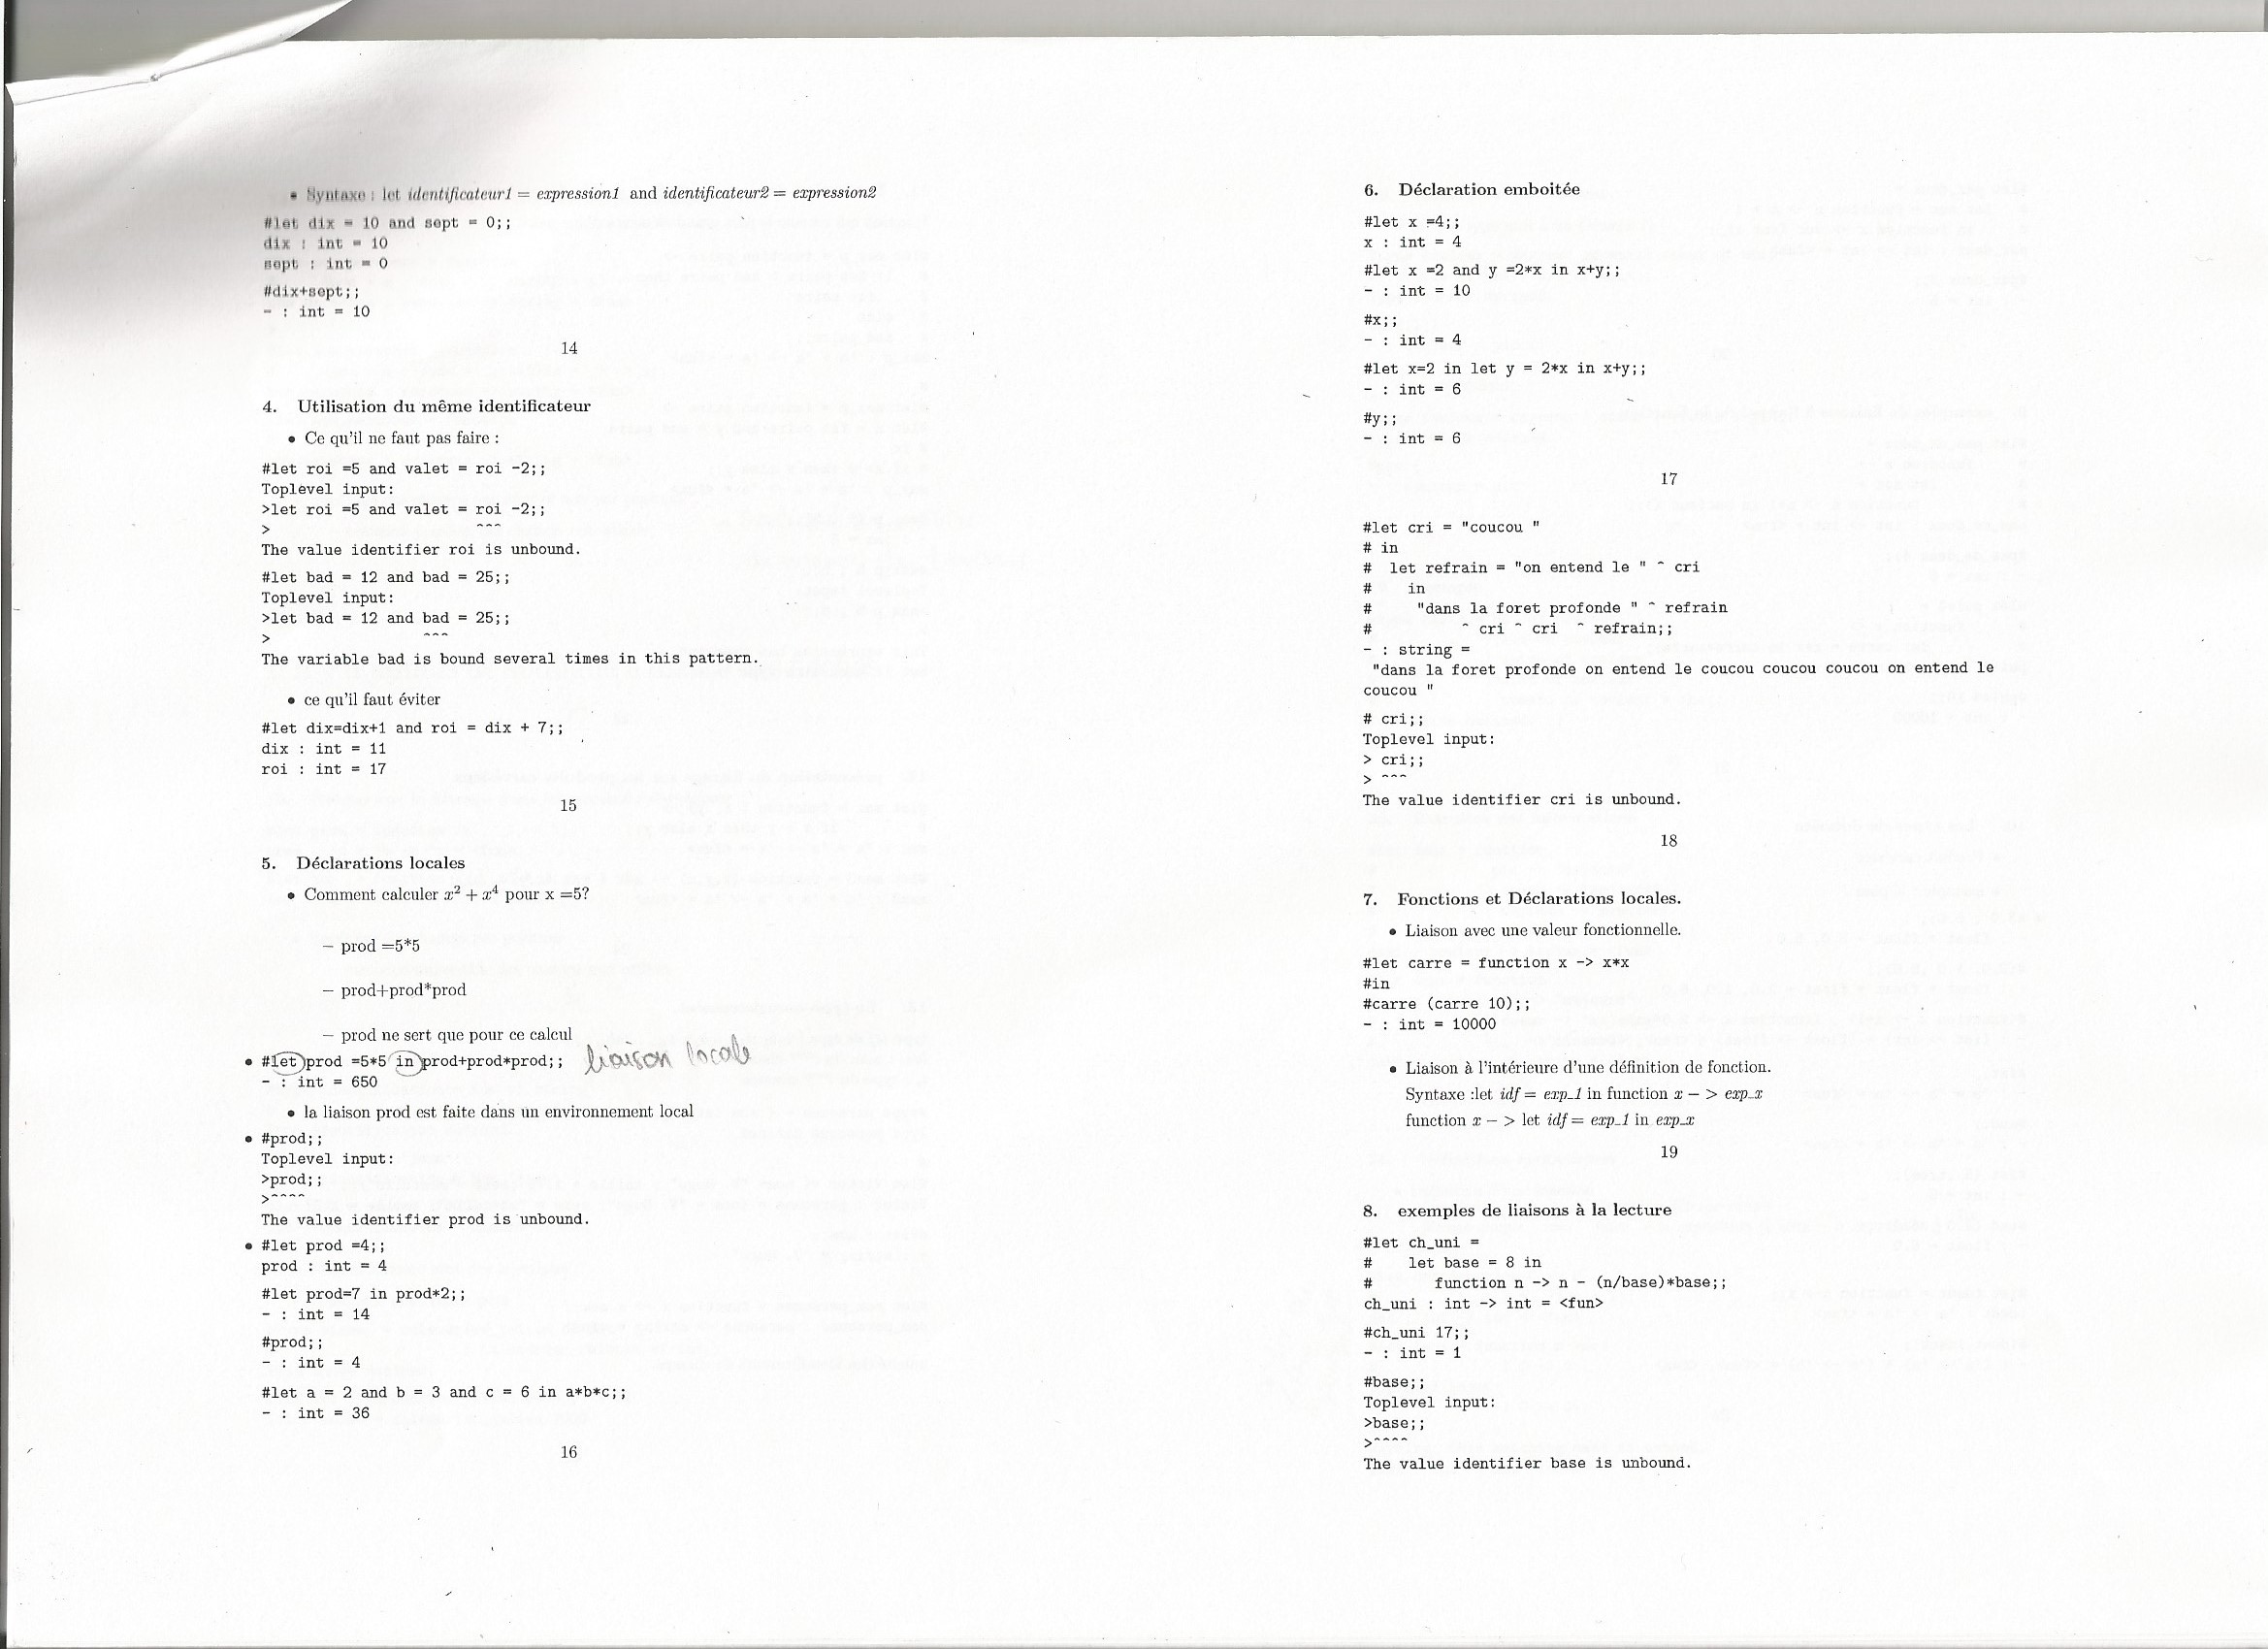 • Syntaxe : let identificateur1 = expression1 and identificateur2 = expression2
#let dix = 10 and sept = 0;;
dix : int = 10
sept : int = 0
#dix+sept;;
- : int = 10
14
4. Utilisation du même identificateur
• Ce qu'il ne faut pas faire :
#let roi =5 and valet = roi -2;;
Toplevel input:
>let roi =5 and valet = roi -2;;
>                       ^^^
The value identifier roi is unbound.
#let bad = 12 and bad = 25;;
Toplevel input:
>let bad = 12 and bad = 25;;
>                 ^^^
The variable bad is bound several times in this pattern.
• ce qu'il faut éviter
#let dix=dix+1 and roi = dix + 7;;
dix : int = 11
roi : int = 17
15
5. Déclarations locales
• Comment calculer x² + x⁴ pour x =5?
– prod =5*5
– prod+prod*prod
– prod ne sert que pour ce calcul
• #let prod =5*5 in prod+prod*prod;; liaison locale
- : int = 650
• la liaison prod est faite dans un environnement local
• #prod;;
Toplevel input:
>prod;;
>^^^^
The value identifier prod is unbound.
• #let prod =4;;
prod : int = 4
#let prod=7 in prod*2;;
- : int = 14
#prod;;
- : int = 4
#let a = 2 and b = 3 and c = 6 in a*b*c;;
- : int = 36
16
6. Déclaration emboitée
#let x =4;;
x : int = 4
#let x =2 and y =2*x in x+y;;
- : int = 10
#x;;
- : int = 4
#let x=2 in let y = 2*x in x+y;;
- : int = 6
#y;;
- : int = 6
17
#let cri = "coucou "
# in
#  let refrain = "on entend le " ^ cri
#    in
#     "dans la foret profonde " ^ refrain
#          ^ cri ^ cri  ^ refrain;;
- : string =
"dans la foret profonde on entend le coucou coucou coucou on entend le
coucou "
# cri;;
Toplevel input:
> cri;;
> ^^^
The value identifier cri is unbound.
18
7. Fonctions et Déclarations locales.
• Liaison avec une valeur fonctionnelle.
#let carre = function x -> x*x
#in
#carre (carre 10);;
- : int = 10000
• Liaison à l'intérieure d'une définition de fonction.
Syntaxe :let idf = exp_1 in function x − > exp_x
function x − > let idf = exp_1 in exp_x
19
8. exemples de liaisons à la lecture
#let ch_uni =
#    let base = 8 in
#       function n -> n - (n/base)*base;;
ch_uni : int -> int = <fun>
#ch_uni 17;;
- : int = 1
#base;;
Toplevel input:
>base;;
>^^^^
The value identifier base is unbound.